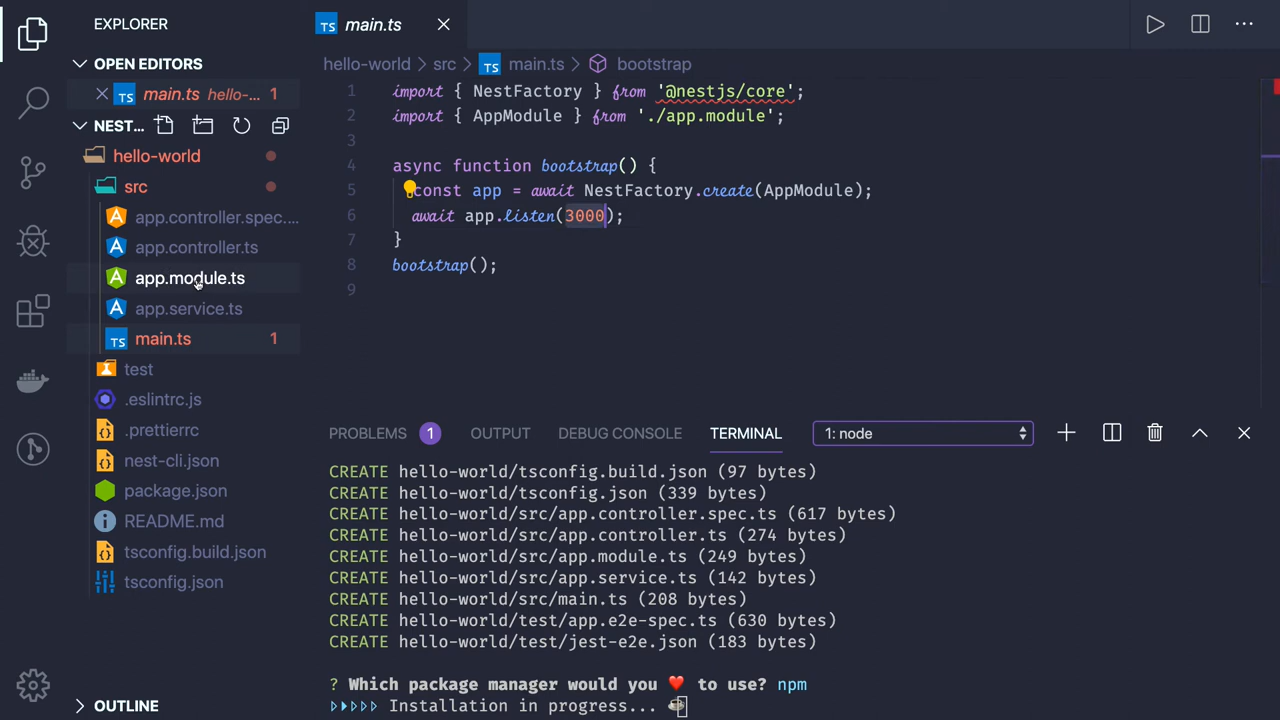 EXPLORER
OPEN EDITORS
TS main.ts hello-... 1
NEST...
hello-world
src
app.controller.spec....
app.controller.ts
app.module.ts
app.service.ts
TS main.ts 1
test
.eslintrc.js
.prettierrc
nest-cli.json
package.json
README.md
tsconfig.build.json
tsconfig.json
OUTLINE
TS main.ts
hello-world > src > TS main.ts > bootstrap
1 import { NestFactory } from '@nestjs/core';
2 import { AppModule } from './app.module';
3
4 async function bootstrap() {
5 const app = await NestFactory.create(AppModule);
6 await app.listen(3000);
7 }
8 bootstrap();
9
PROBLEMS 1 OUTPUT DEBUG CONSOLE TERMINAL 1: node
CREATE hello-world/tsconfig.build.json (97 bytes)
CREATE hello-world/tsconfig.json (339 bytes)
CREATE hello-world/src/app.controller.spec.ts (617 bytes)
CREATE hello-world/src/app.controller.ts (274 bytes)
CREATE hello-world/src/app.module.ts (249 bytes)
CREATE hello-world/src/app.service.ts (142 bytes)
CREATE hello-world/src/main.ts (208 bytes)
CREATE hello-world/test/app.e2e-spec.ts (630 bytes)
CREATE hello-world/test/jest-e2e.json (183 bytes)
? Which package manager would you ❤️ to use? npm
▹▸▹▹▹ Installation in progress... ☕